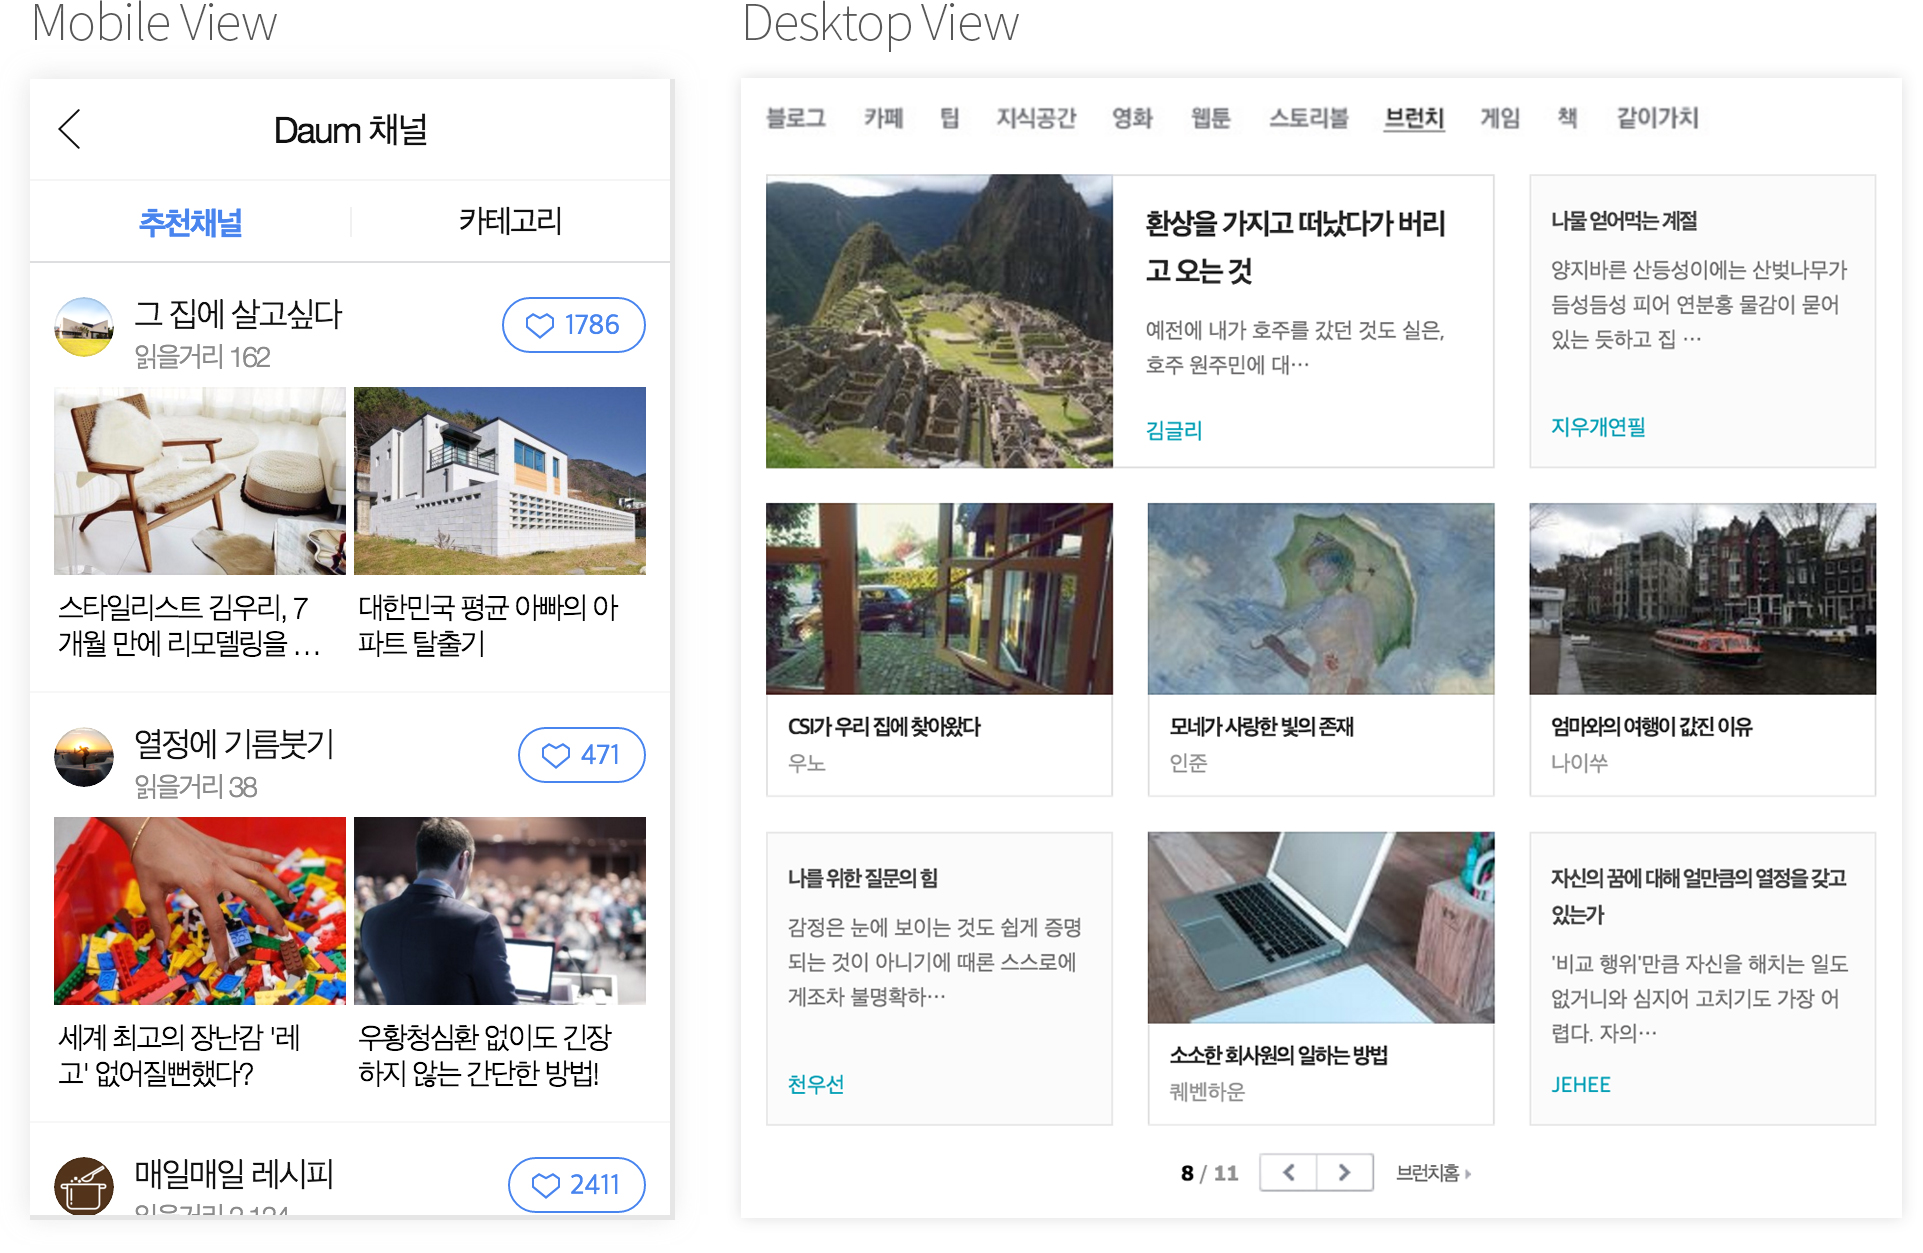 Mobile View
Daum 채널
추천채널
카테고리
그 집에 살고싶다
읽을거리 162
1786
스타일리스트 김우리, 7
개월 만에 리모델링을 ...
대한민국 평균 아빠의 아
파트 탈출기
열정에 기름붓기
읽을거리 38
471
세계 최고의 장난감 '레
고' 없어질뻔했다?
우황청심환 없이도 긴장
하지 않는 간단한 방법!
매일매일 레시피
읽을거리
2411
Desktop View
블로그 카페 팁 지식공간 영화 웹툰 스토리볼 브런치 게임 책 같이가치
환상을 가지고 떠났다가 버리
고 오는 것
예전에 내가 호주를 갔던 것도 실은,
호주 원주민에 대…
김글리
나물 얻어먹는 계절
양지바른 산등성이에는 산벚나무가
듬성듬성 피어 연분홍 물감이 묻어
있는 듯하고 집 …
지우개연필
CSI가 우리 집에 찾아왔다
우노
모네가 사랑한 빛의 존재
인준
엄마와의 여행이 값진 이유
나이쑤
나를 위한 질문의 힘
감정은 눈에 보이는 것도 쉽게 증명
되는 것이 아니기에 때론 스스로에
게조차 불명확하…
천우선
소소한 회사원의 일하는 방법
퀘벤하운
자신의 꿈에 대해 얼만큼의 열정을 갖고
있는가
'비교 행위'만큼 자신을 해치는 일도
없거니와 심지어 고치기도 가장 어
렵다. 자의…
JEHEE
8 / 11
브런치홈